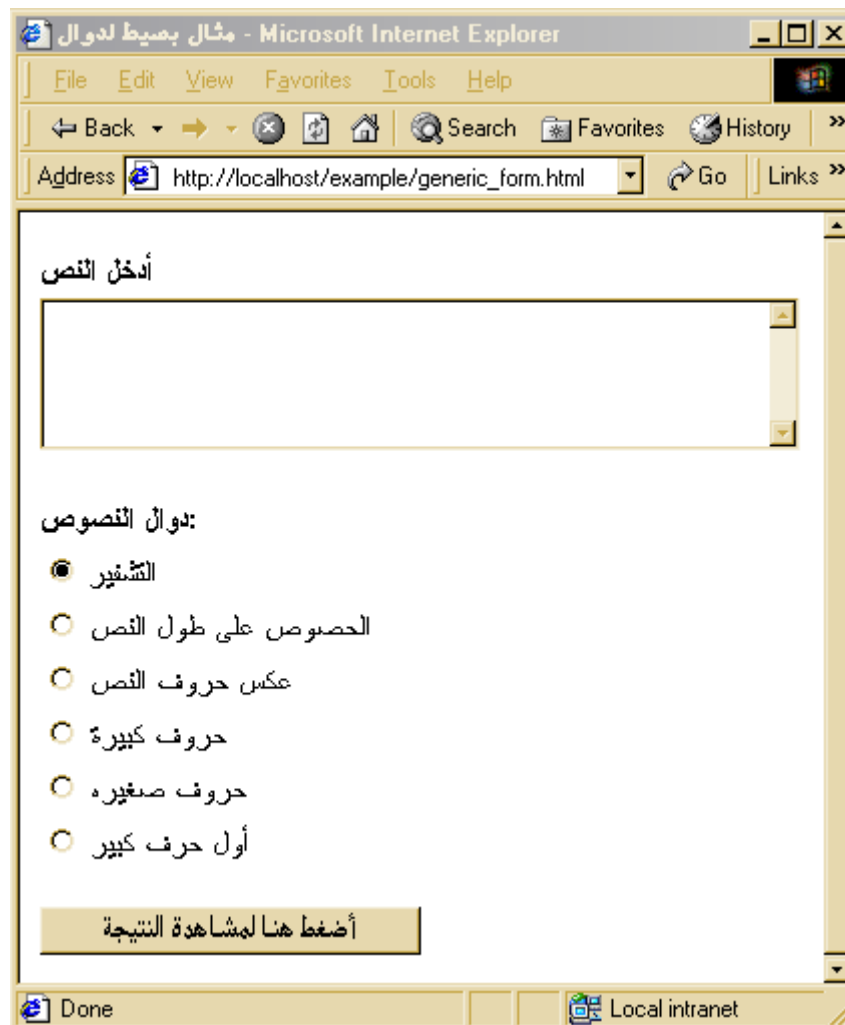 مثال بصيط لدوال - Microsoft Internet Explorer
File Edit View Favorites Tools Help
Back Search Favorites History »
Address http://localhost/example/generic_form.html Go Links »
أدخل النص
دوال النصوص:
التشفير
الحصوص على طول النص
عكس حروف النص
حروف كبيرة
حروف صغيره
أول حرف كبير
أضغط هنا لمشاهدة النتيجة
Done Local intranet